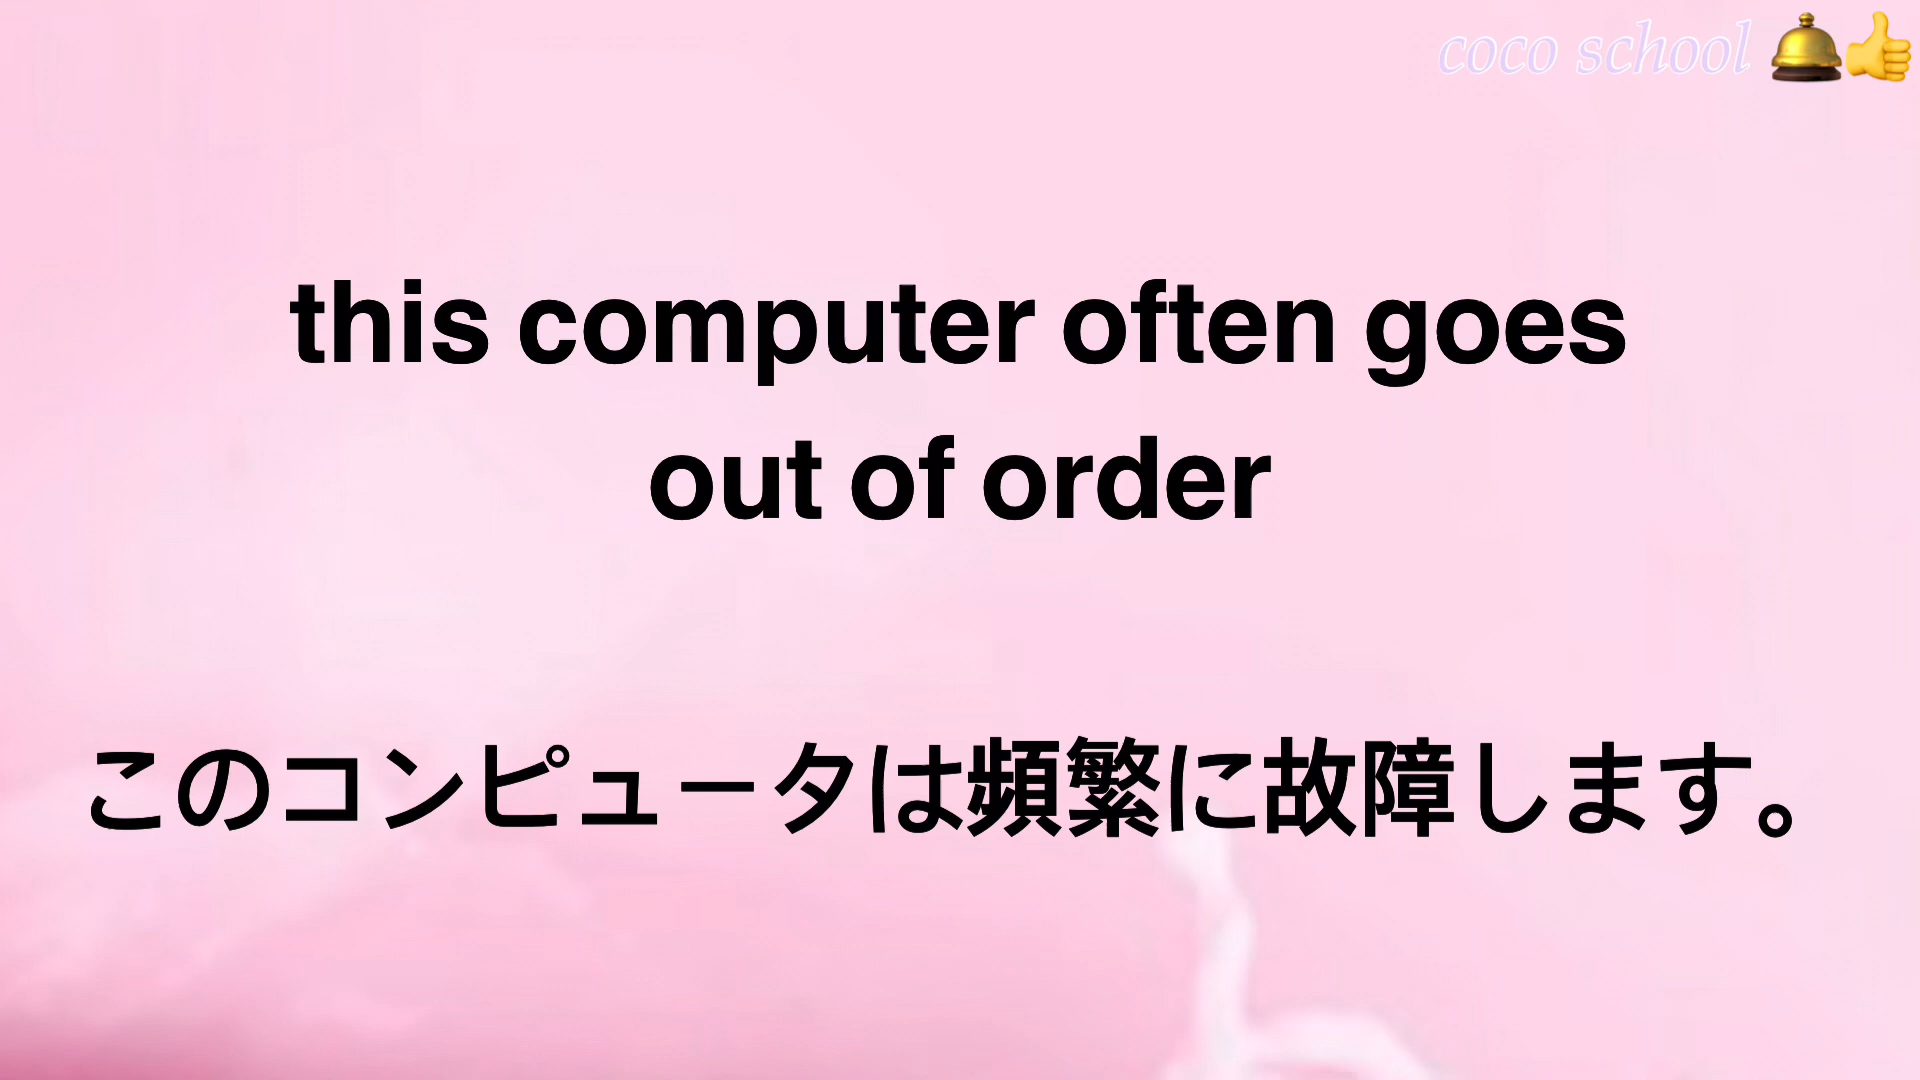 coco school 🛎👍
this computer often goes
out of order
このコンピュータは頻繁に故障します。